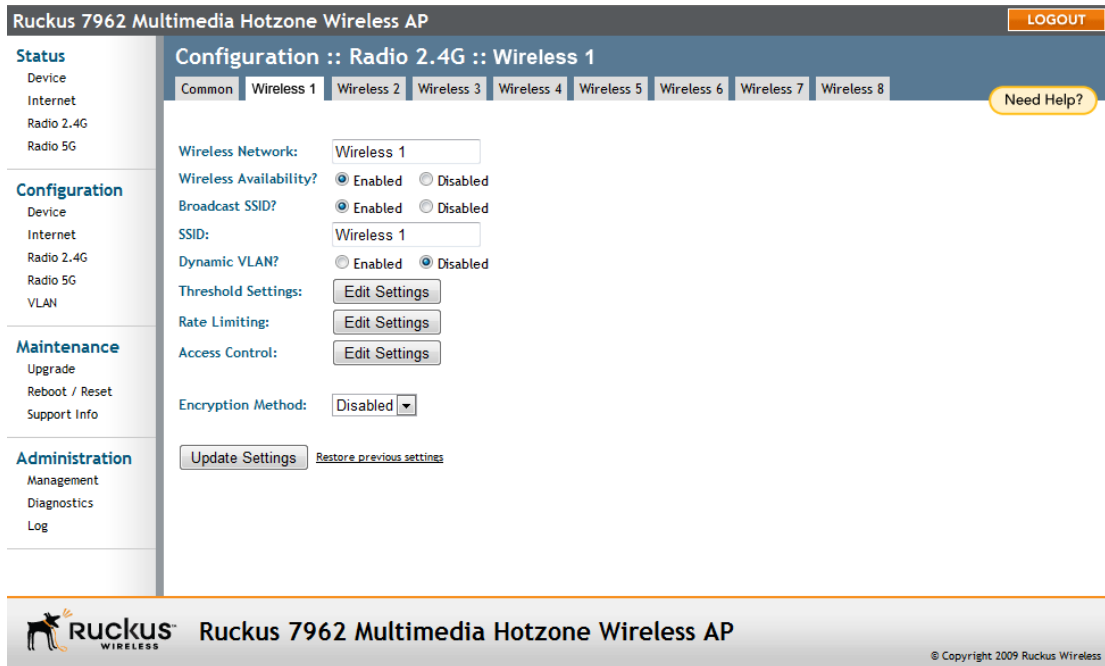 Ruckus 7962 Multimedia Hotzone Wireless AP
LOGOUT
Status
Device
Internet
Radio 2.4G
Radio 5G
Configuration
Device
Internet
Radio 2.4G
Radio 5G
VLAN
Maintenance
Upgrade
Reboot / Reset
Support Info
Administration
Management
Diagnostics
Log
Configuration :: Radio 2.4G :: Wireless 1
Common Wireless 1 Wireless 2 Wireless 3 Wireless 4 Wireless 5 Wireless 6 Wireless 7 Wireless 8
Need Help?
Wireless Network: Wireless 1
Wireless Availability? Enabled Disabled
Broadcast SSID? Enabled Disabled
SSID: Wireless 1
Dynamic VLAN? Enabled Disabled
Threshold Settings: Edit Settings
Rate Limiting: Edit Settings
Access Control: Edit Settings
Encryption Method: Disabled
Update Settings Restore previous settings
Ruckus™ WIRELESS
Ruckus 7962 Multimedia Hotzone Wireless AP
© Copyright 2009 Ruckus Wireless